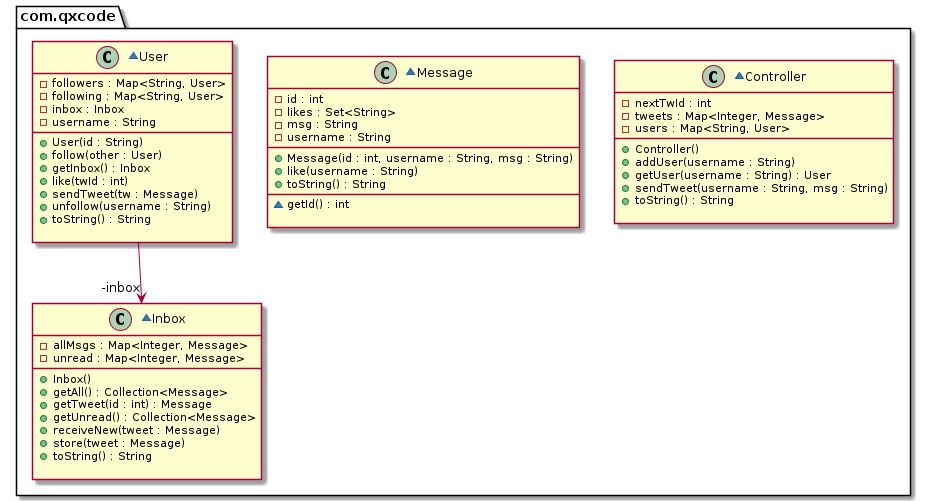 com.qxcode
C User
followers : Map<String, User>
following : Map<String, User>
inbox : Inbox
username : String
User(id : String)
follow(other : User)
getInbox() : Inbox
like(twId : int)
sendTweet(tw : Message)
unfollow(username : String)
toString() : String
C Message
id : int
likes : Set<String>
msg : String
username : String
Message(id : int, username : String, msg : String)
like(username : String)
toString() : String
getId() : int
C Controller
nextTwId : int
tweets : Map<Integer, Message>
users : Map<String, User>
Controller()
addUser(username : String)
getUser(username : String) : User
sendTweet(username : String, msg : String)
toString() : String
-inbox
C Inbox
allMsgs : Map<Integer, Message>
unread : Map<Integer, Message>
Inbox()
getAll() : Collection<Message>
getTweet(id : int) : Message
getUnread() : Collection<Message>
receiveNew(tweet : Message)
store(tweet : Message)
toString() : String